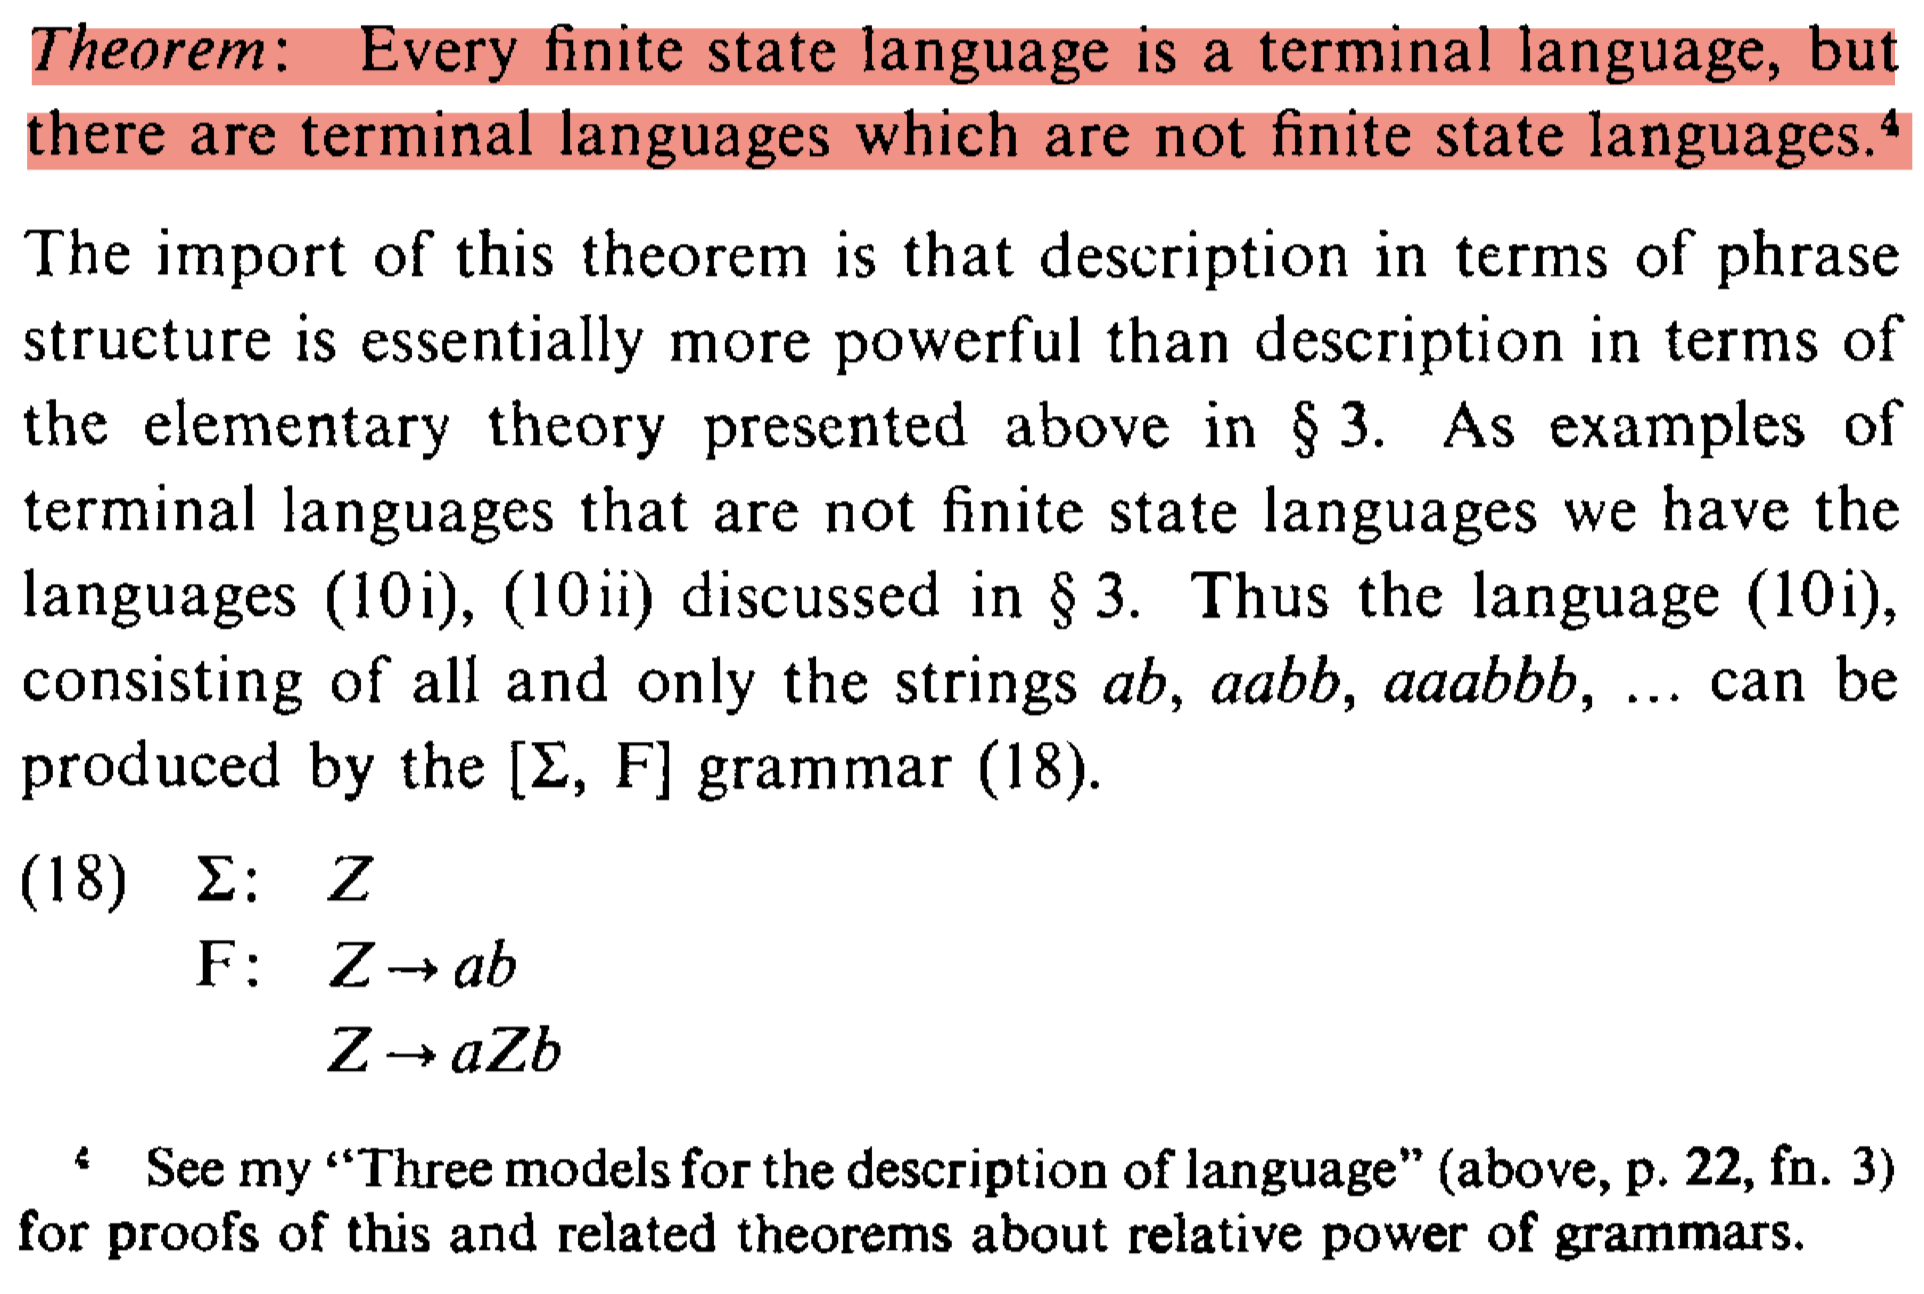 Theorem: Every finite state language is a terminal language, but
there are terminal languages which are not finite state languages.⁴
The import of this theorem is that description in terms of phrase
structure is essentially more powerful than description in terms of
the elementary theory presented above in § 3. As examples of
terminal languages that are not finite state languages we have the
languages (10i), (10ii) discussed in § 3. Thus the language (10i),
consisting of all and only the strings ab, aabb, aaabbb, ... can be
produced by the [Σ, F] grammar (18).
(18) Σ: Z
F: Z → ab
Z → aZb
⁴ See my “Three models for the description of language” (above, p. 22, fn. 3)
for proofs of this and related theorems about relative power of grammars.